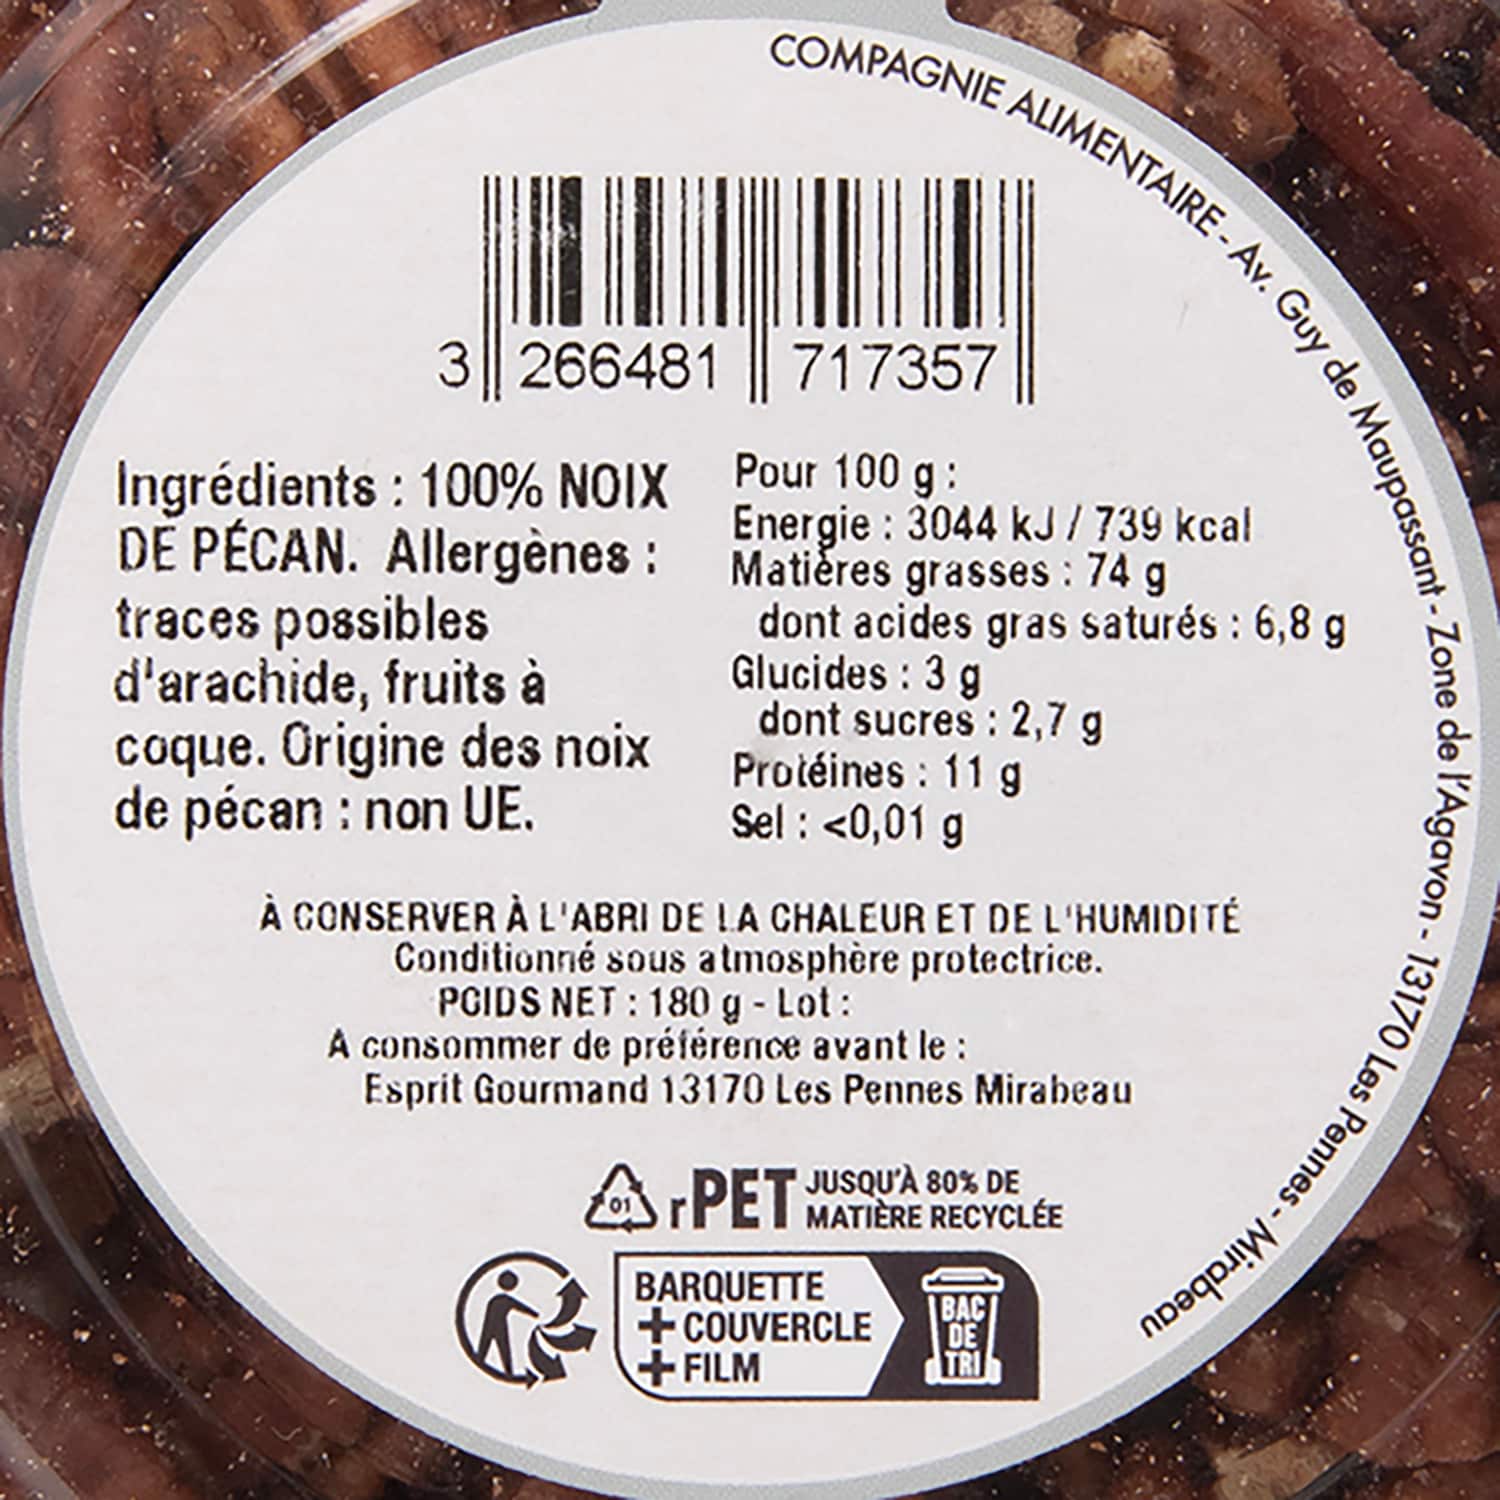 COMPAGNIE ALIMENTAIRE - Av. Guy de Maupassant - Zone de l'Agavon - 13170 Les Pennes - Mirabeau
3 266481 717357
Ingrédients : 100% NOIX
DE PÉCAN. Allergènes :
traces possibles
d'arachide, fruits à
coque. Origine des noix
de pécan : non UE.
Pour 100 g :
Energie : 3044 kJ / 739 kcal
Matières grasses : 74 g
dont acides gras saturés : 6,8 g
Glucides : 3 g
dont sucres : 2,7 g
Protéines : 11 g
Sel : <0,01 g
À CONSERVER À L'ABRI DE LA CHALEUR ET DE L'HUMIDITÉ
Conditionné sous atmosphère protectrice.
POIDS NET : 180 g - Lot :
A consommer de préférence avant le :
Esprit Gourmand 13170 Les Pennes Mirabeau
01 rPET JUSQU'À 80% DE
MATIÈRE RECYCLÉE
BARQUETTE
+ COUVERCLE
+ FILM
BAC
DE
TRI